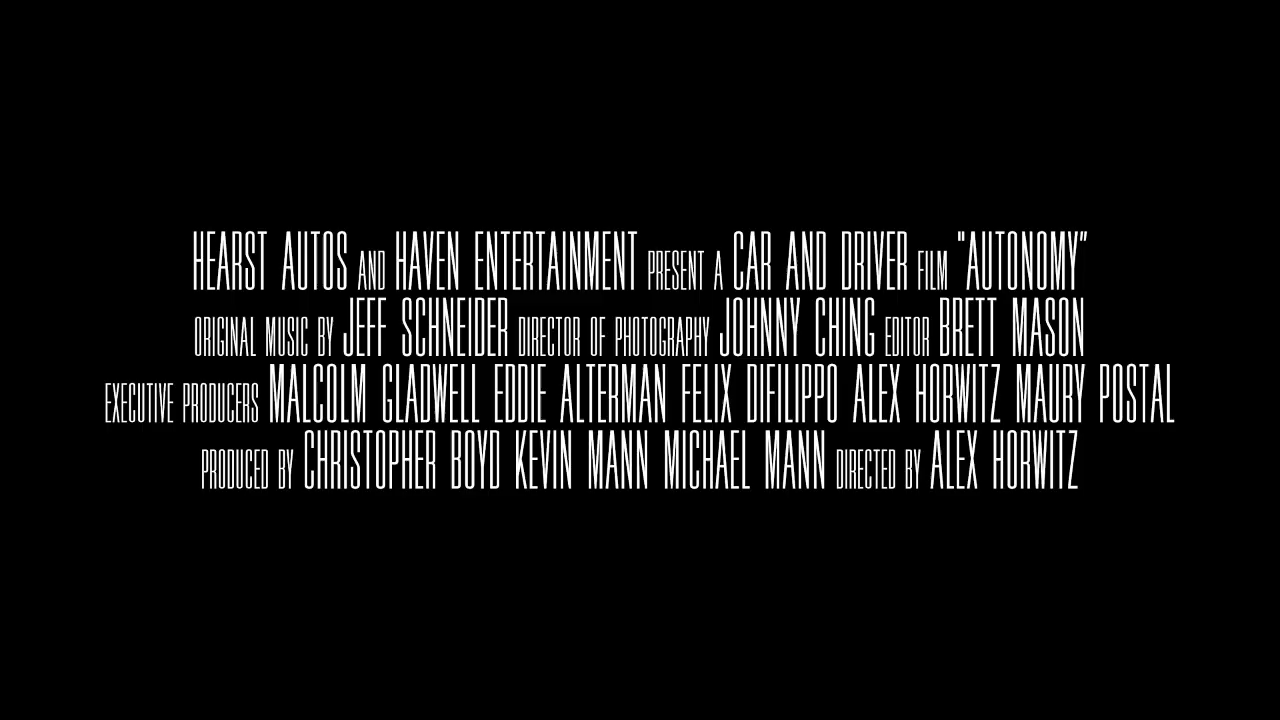 HEARST AUTOS AND HAVEN ENTERTAINMENT PRESENT A CAR AND DRIVER FILM "AUTONOMY"
ORIGINAL MUSIC BY JEFF SCHNEIDER DIRECTOR OF PHOTOGRAPHY JOHNNY CHING EDITOR BRETT MASON
EXECUTIVE PRODUCERS MALCOLM GLADWELL EDDIE ALTERMAN FELIX DIFILIPPO ALEX HORWITZ MAURY POSTAL
PRODUCED BY CHRISTOPHER BOYD KEVIN MANN MICHAEL MANN DIRECTED BY ALEX HORWITZ